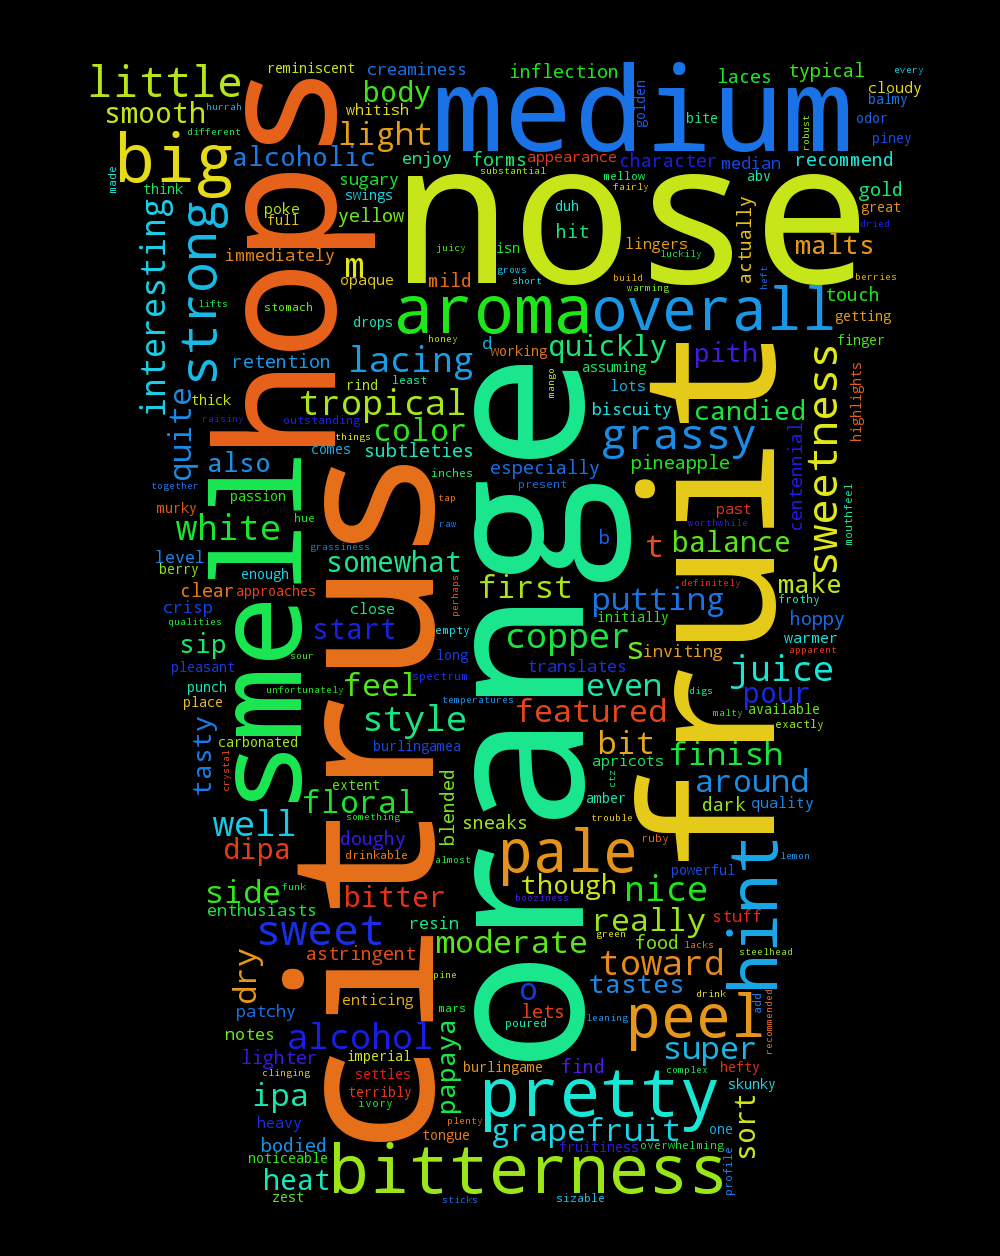 reminiscent
creaminess
inflection
laces
typical
every
little
body
medium
golden
cloudy
smooth
hurrah
whitish
bite
robust
balmy
odor
different
light
piney
big
alcoholic
enjoy
forms
appearance
character
median
recommend
substantial
made
think
sugary
swings
nose
mellow
fairly
abv
gold
poke
full
yellow
duh
hit
great
dried
interesting
strong
hops
immediately
m
juicy
isn
lingers
luckily
actually
malts
opaque
mild
grows
short
build
warming
heft
berries
lifts
stomach
aroma
overall
touch
drops
getting
honey
d
working
quickly
pith
finger
retention
lacing
assuming
rind
least
mango
lots
highlights
quite
thick
tropical
biscuity
candied
raisiny
outstanding
color
grassy
centennial
sweetness
things
also
comes
subtleties
especially
pineapple
together
passion
inches
present
mouthfeel
murky
hue
tap
past
white
raw
b
worthwhile
grassiness
t
balance
level
somewhat
berry
enough
clear
approaches
perhaps
first
definitely
make
crisp
close
putting
frothy
qualities
smell
citrus
orange
fruit
start
empty
initially
hoppy
sip
copper
s
inviting
warmer
sour
long
apparent
pleasant
translates
juice
punch
unfortunately
feel
spectrum
even
digs
pour
place
temperatures
style
featured
malty
available
exactly
tasty
carbonated
burlingamea
bit
finish
crystal
apricots
extent
blended
ctz
around
floral
amber
dark
quality
well
something
sneaks
trouble
dipa
doughy
pale
ruby
drinkable
almost
hint
lemon
side
funk
bitter
though
nice
powerful
booziness
enthusiasts
resin
really
stuff
sweet
moderate
green
food
lacks
astringent
steelhead
dry
pine
toward
enticing
o
tastes
drink
add
recommended
patchy
mars
lets
peel
notes
alcohol
poured
leaning
lighter
imperial
papaya
super
clinging
settles
burlingame
find
complex
hefty
terribly
skunky
ipa
ivory
pretty
heavy
plenty
sort
bodied
tongue
grapefruit
one
noticeable
fruitiness
overwhelming
heat
bitterness
profile
zest
sticks
sizable